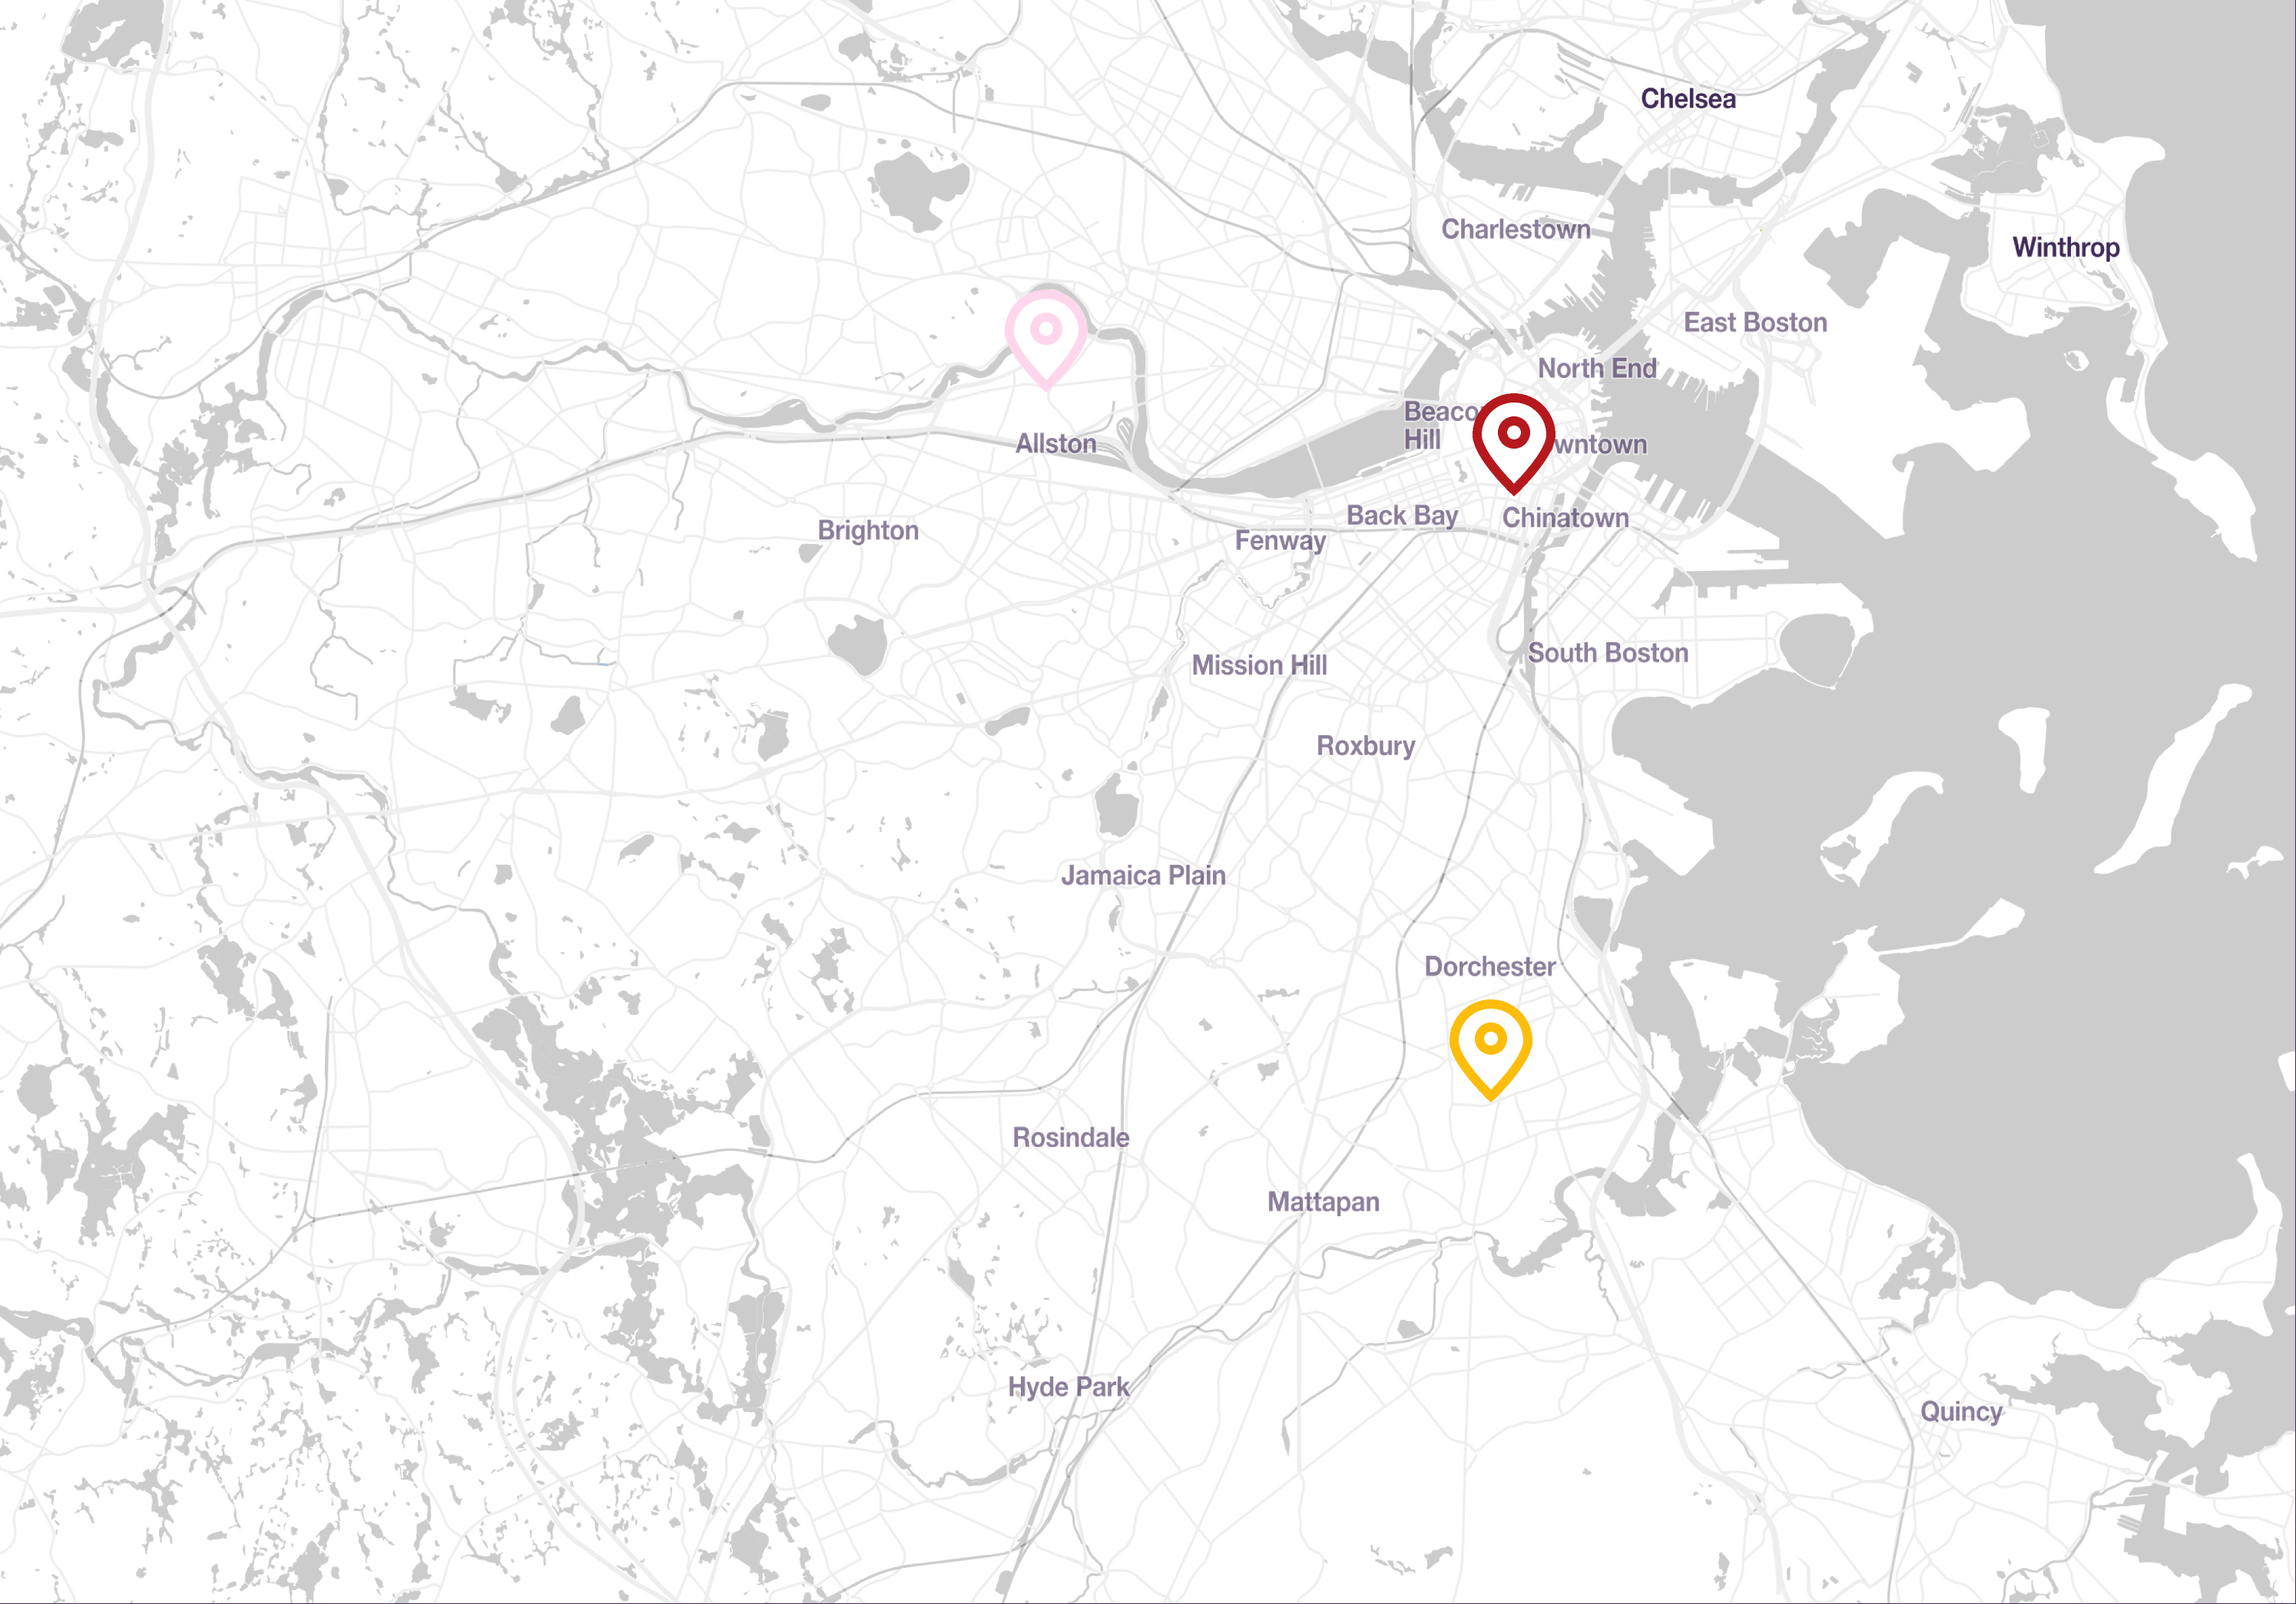 Chelsea
Charlestown
Winthrop
East Boston
North End
Beaco
Hill
wntown
Allston
Back Bay
Chinatown
Brighton
Fenway
South Boston
Mission Hill
Roxbury
Jamaica Plain
Dorchester
Rosindale
Mattapan
Hyde Park
Quincy